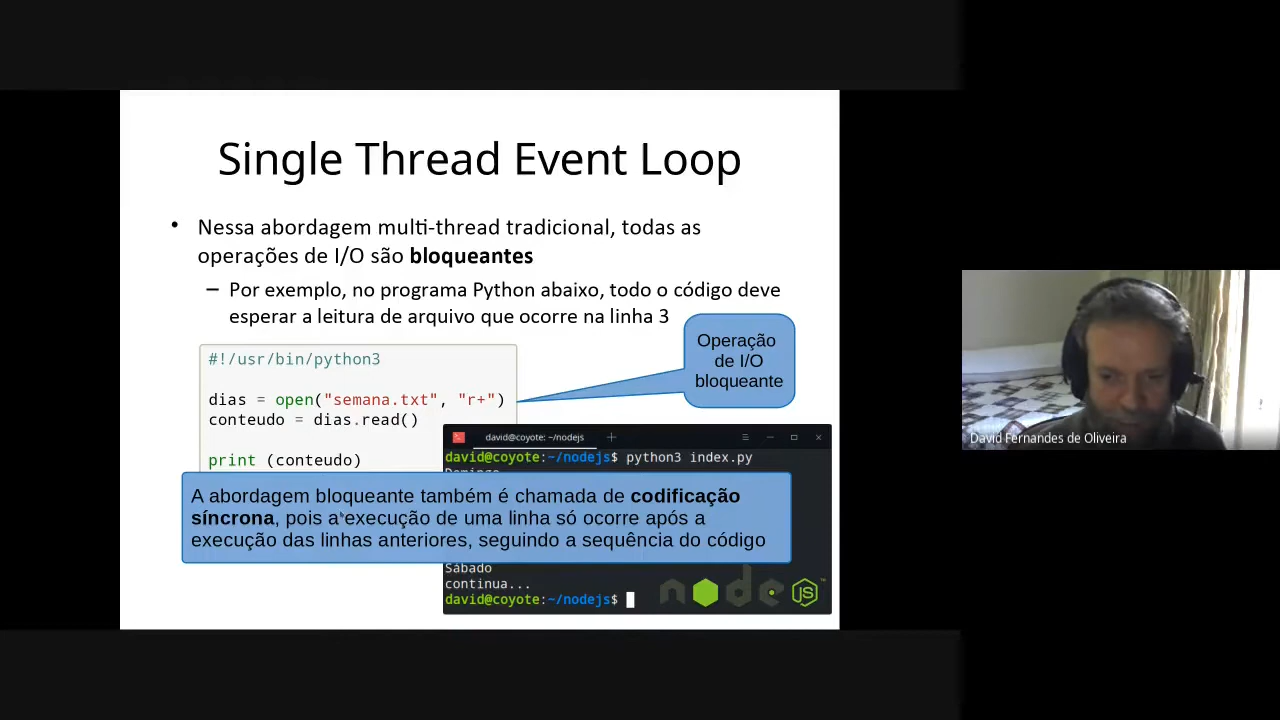 Single Thread Event Loop
• Nessa abordagem multi-thread tradicional, todas as
operações de I/O são bloqueantes
– Por exemplo, no programa Python abaixo, todo o código deve
esperar a leitura de arquivo que ocorre na linha 3
Operação
de I/O
bloqueante
#!/usr/bin/python3
dias = open("semana.txt", "r+")
conteudo = dias.read()
print (conteudo)
david@coyote: ~/nodejs
david@coyote:~/nodejs$ python3 index.py
Domingo
A abordagem bloqueante também é chamada de codificação
síncrona, pois a execução de uma linha só ocorre após a
execução das linhas anteriores, seguindo a sequência do código
Sábado
continua...
david@coyote:~/nodejs$
node JS ™
David Fernandes de Oliveira